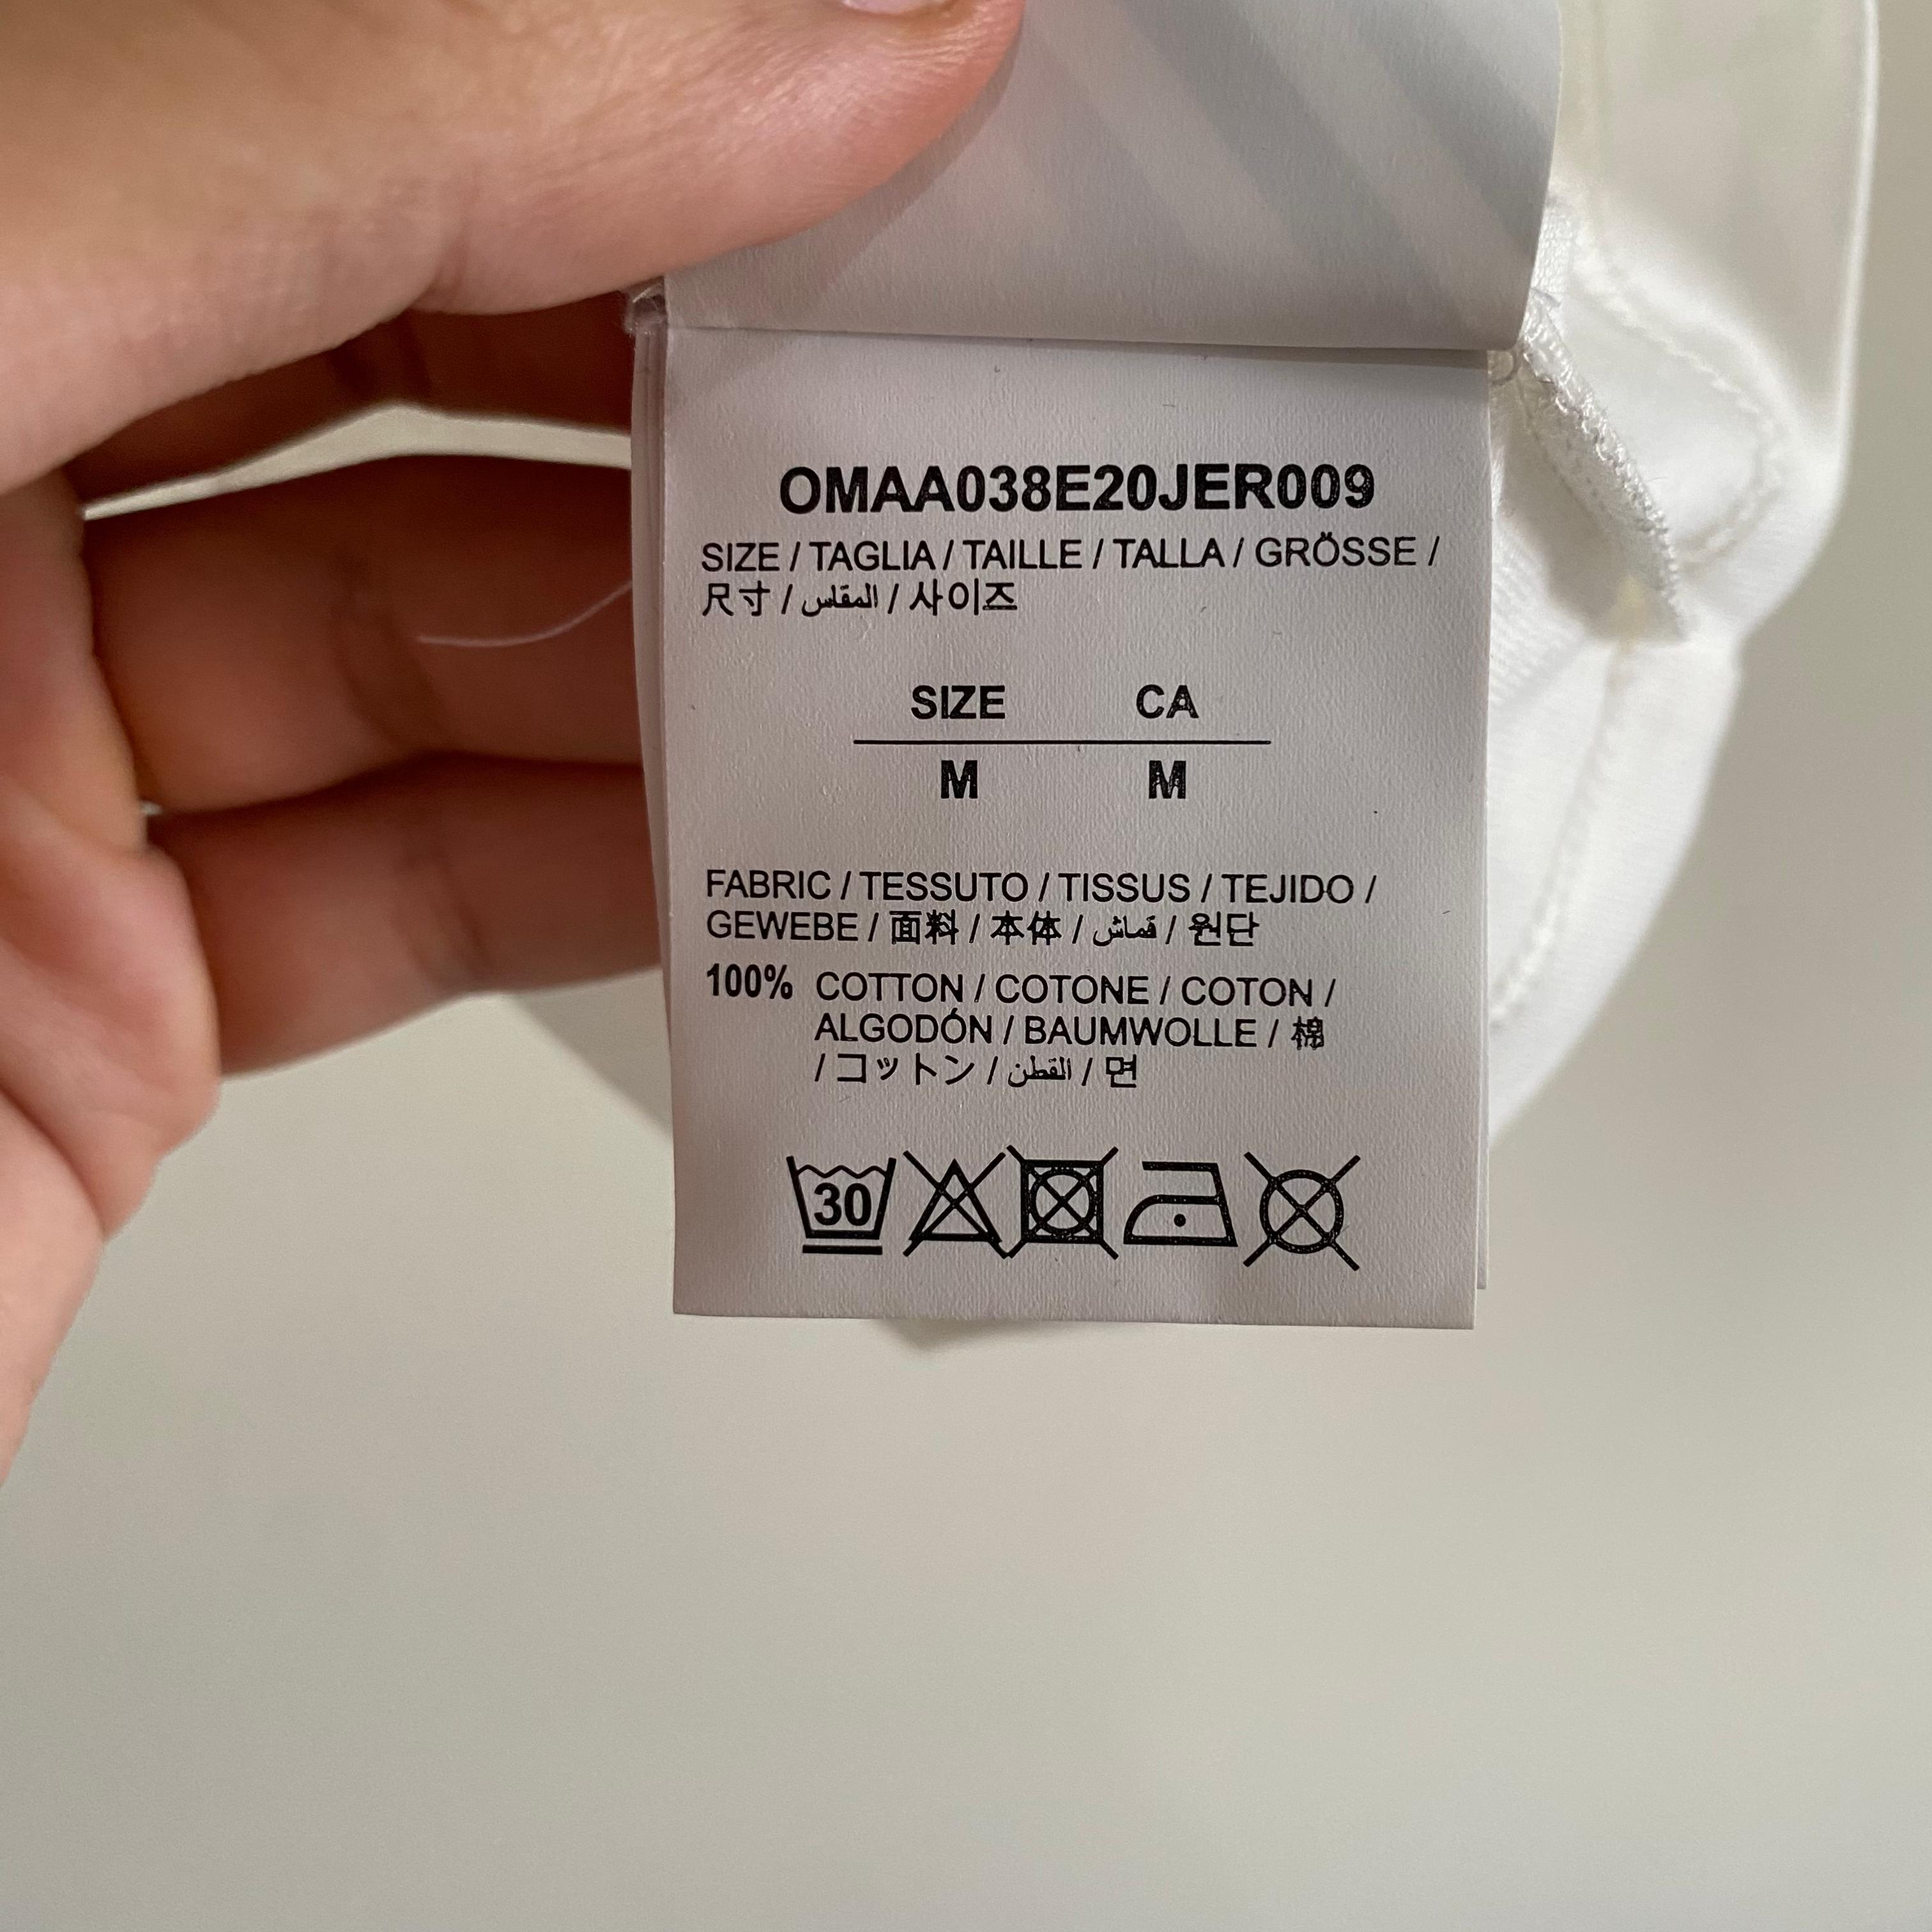 OMAA038E20JER009
SIZE / TAGLIA / TAILLE / TALLA / GRÖSSE /
尺寸 / المقاس / 사이즈
SIZE CA
M M
FABRIC / TESSUTO / TISSUS / TEJIDO /
GEWEBE / 面料 / 本体 / قماش / 원단
100% COTTON / COTONE / COTON /
ALGODÓN / BAUMWOLLE / 棉
/ コットン / القطن / 면
30